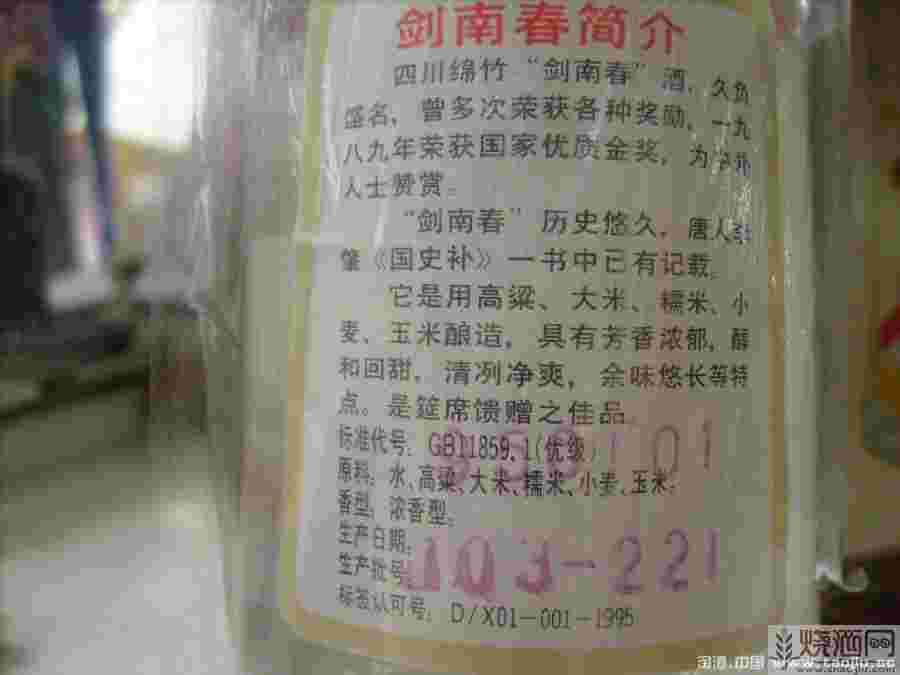 剑南春简介
四川绵竹“剑南春”酒，久负
盛名，曾多次荣获各种奖励，一九
八九年荣获国家优质金奖，为中外
人士赞赏。
“剑南春”历史悠久，唐人李
肇《国史补》一书中已有记载。
它是用高粱、大米、糯米、小
麦、玉米酿造，具有芳香浓郁，醇
和回甜，清冽净爽，余味悠长等特
点。是筵席馈赠之佳品。
标准代号：GB11859.1(优级)
原料：水、高粱、大米、糯米、小麦、玉米.
香型：浓香型.
生产日期：
生产批号： 103-221
标签认可号：D/X01-001-1995
烧酒网
淘源.中国